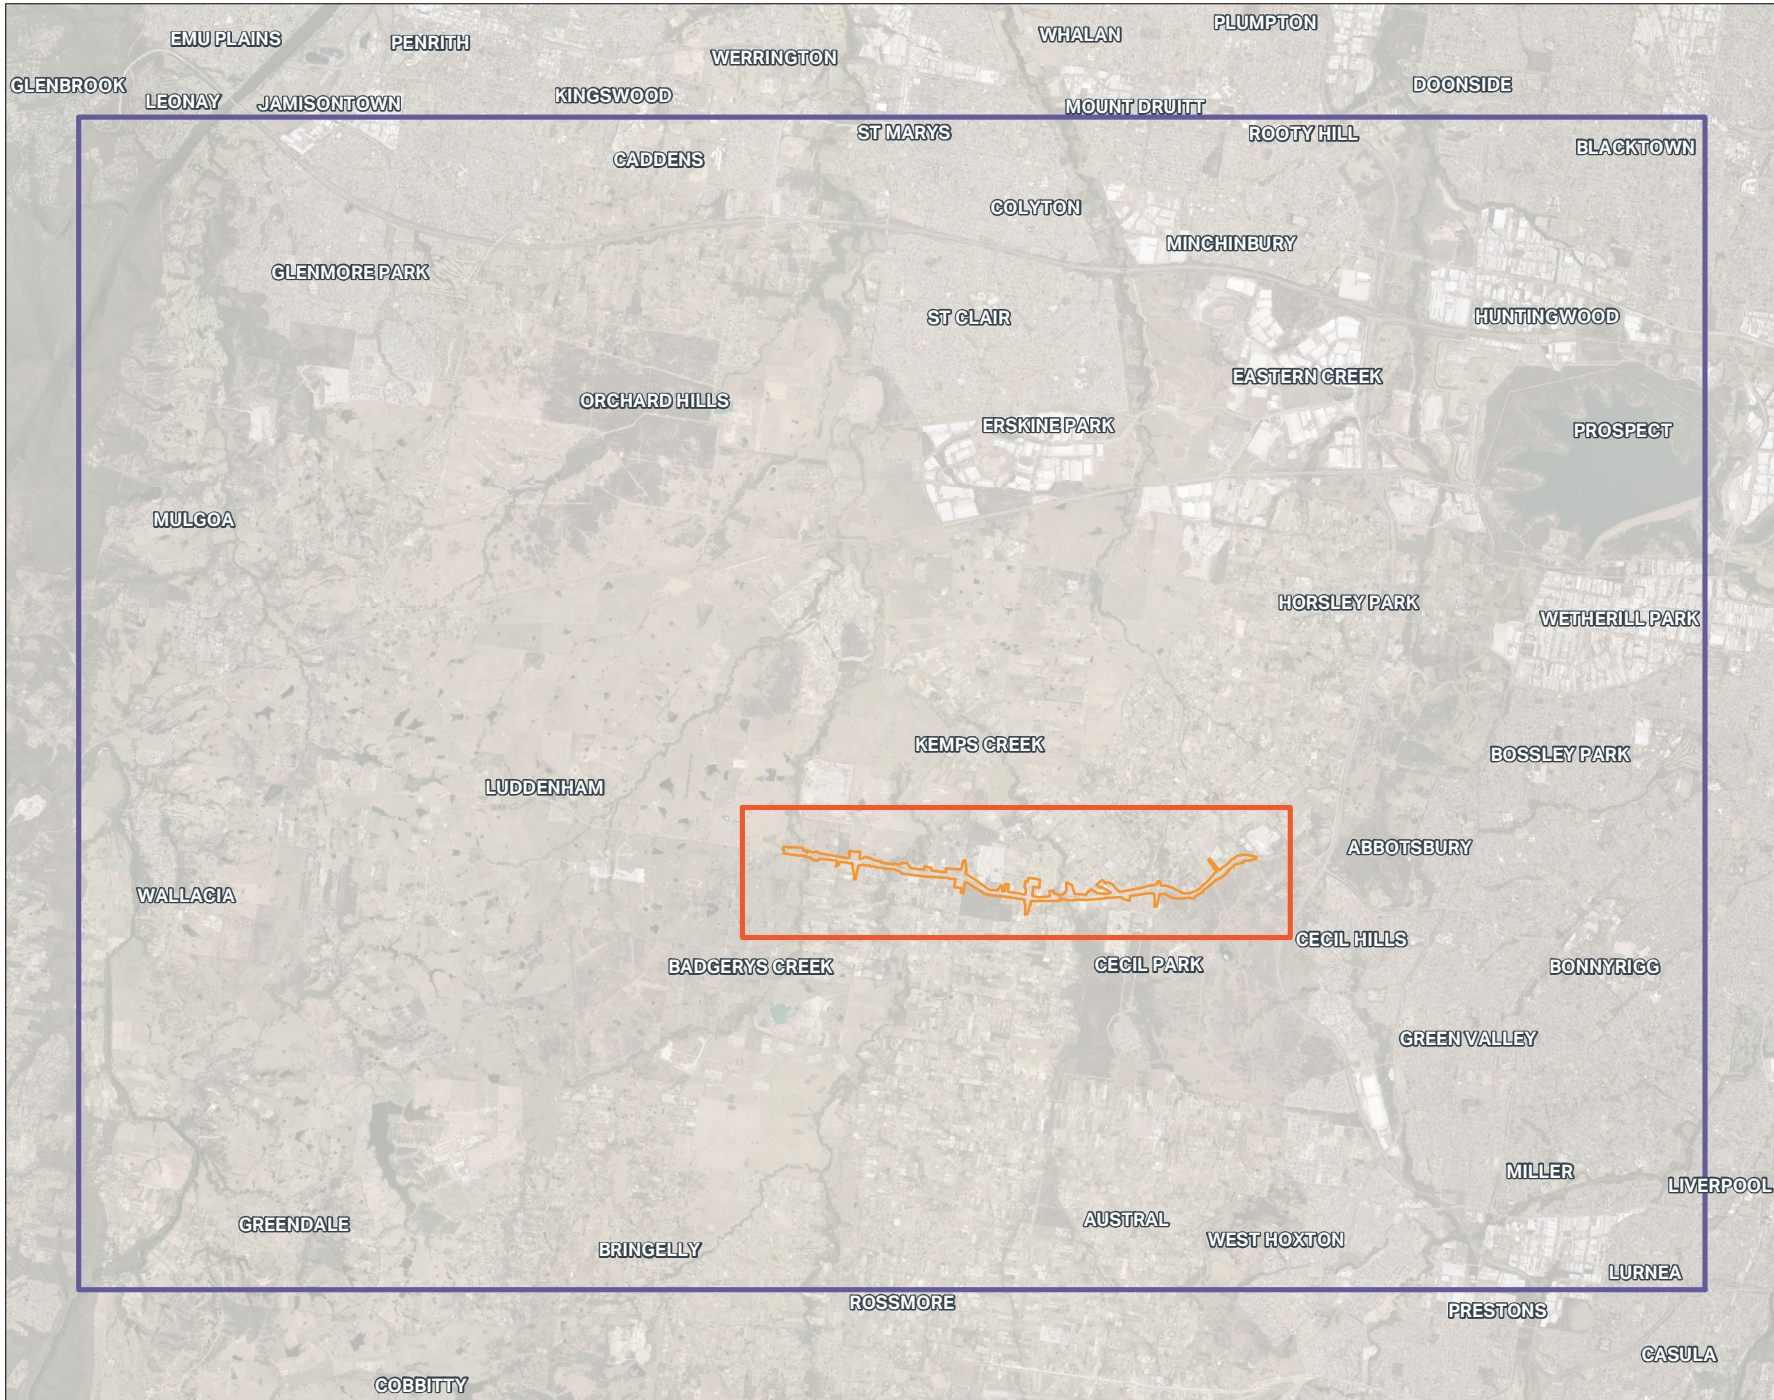 PLUMPTON
WHALAN
EMU PLAINS
PENRITH
WERRINGTON
GLENBROOK
DOONSIDE
KINGSWOOD
LEONAY
JAMISONTOWN
MOUNT DRUITT
ST MARYS
ROOTY HILL
BLACKTOWN
CADDENS
COLYTON
MINCHINBURY
GLENMORE PARK
ST CLAIR
HUNTINGWOOD
EASTERN CREEK
ORCHARD HILLS
ERSKINE PARK
PROSPECT
MULGOA
HORSLEY PARK
WETHERILL PARK
KEMPS CREEK
BOSSLEY PARK
LUDDENHAM
ABBOTSBURY
WALLACIA
CECIL HILLS
BADGERYS CREEK
CECIL PARK
BONNYRIGG
GREEN VALLEY
MILLER
LIVERPOOL
AUSTRAL
GREENDALE
WEST HOXTON
BRINGELLY
LURNEA
ROSSMORE
PRESTONS
CASULA
COBBITTY